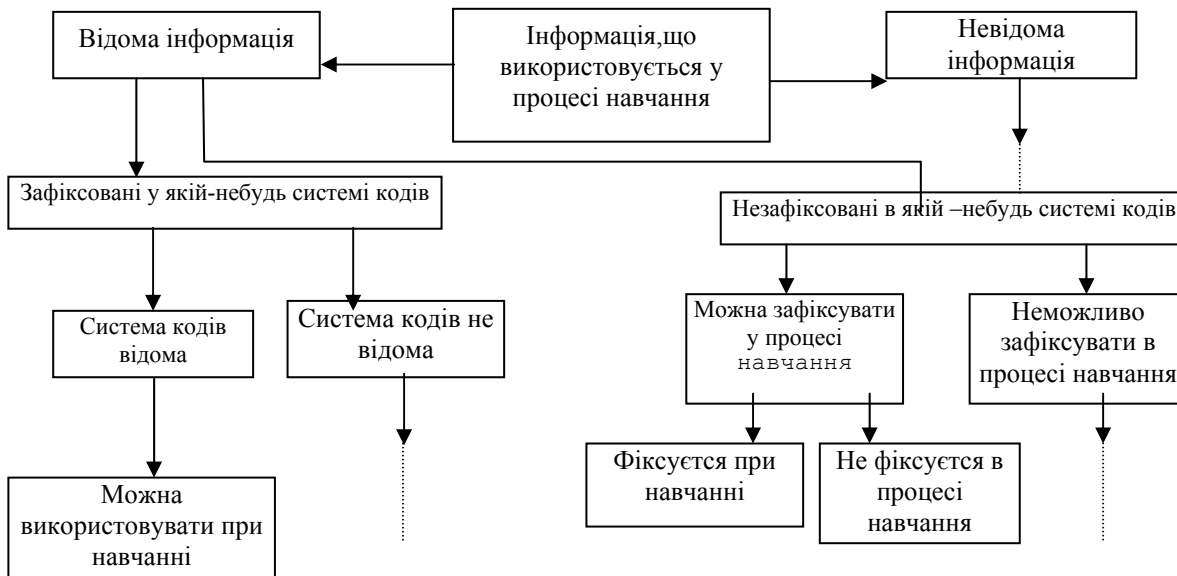 Відома інформація
Інформація,що
використовується у
процесі навчання
Невідома
інформація
Зафіксовані у якій-небудь системі кодів
Незафіксовані в якій –небудь системі кодів
Система кодів
відома
Система кодів не
відома
Можна зафіксувати
у процесі
навчання
Неможливо
зафіксувати в
процесі навчання
Можна
використовувати при
навчанні
Фіксуєтся при
навчанні
Не фіксуєтся в
процесі
навчання